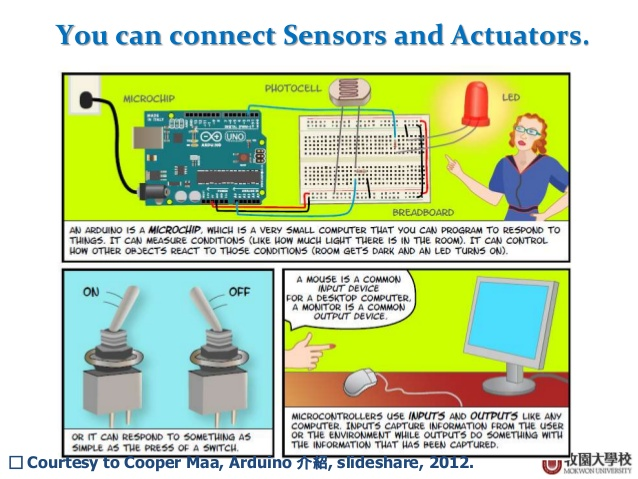 You can connect Sensors and Actuators.
MICROCHIP
PHOTOCELL
LED
MADE IN ITALY
UNO
ARDUINO
BREADBOARD
AN ARDUINO IS A MICROCHIP, WHICH IS A VERY SMALL COMPUTER THAT YOU CAN PROGRAM TO RESPOND TO
THINGS. IT CAN MEASURE CONDITIONS (LIKE HOW MUCH LIGHT THERE IS IN THE ROOM). IT CAN CONTROL
HOW OTHER OBJECTS REACT TO THOSE CONDITIONS (ROOM GETS DARK AND AN LED TURNS ON).
ON
OFF
OR IT CAN RESPOND TO SOMETHING AS
SIMPLE AS THE PRESS OF A SWITCH.
A MOUSE IS A COMMON
INPUT DEVICE
FOR A DESKTOP COMPUTER,
A MONITOR IS A COMMON
OUTPUT DEVICE.
MICROCONTROLLERS USE INPUTS AND OUTPUTS LIKE ANY
COMPUTER. INPUTS CAPTURE INFORMATION FROM THE USER
OR THE ENVIRONMENT WHILE OUTPUTS DO SOMETHING WITH
THE INFORMATION THAT HAS BEEN CAPTURED.
Courtesy to Cooper Maa, Arduino 介紹, slideshare, 2012.
牧園大學校
MOKWON UNIVERSITY